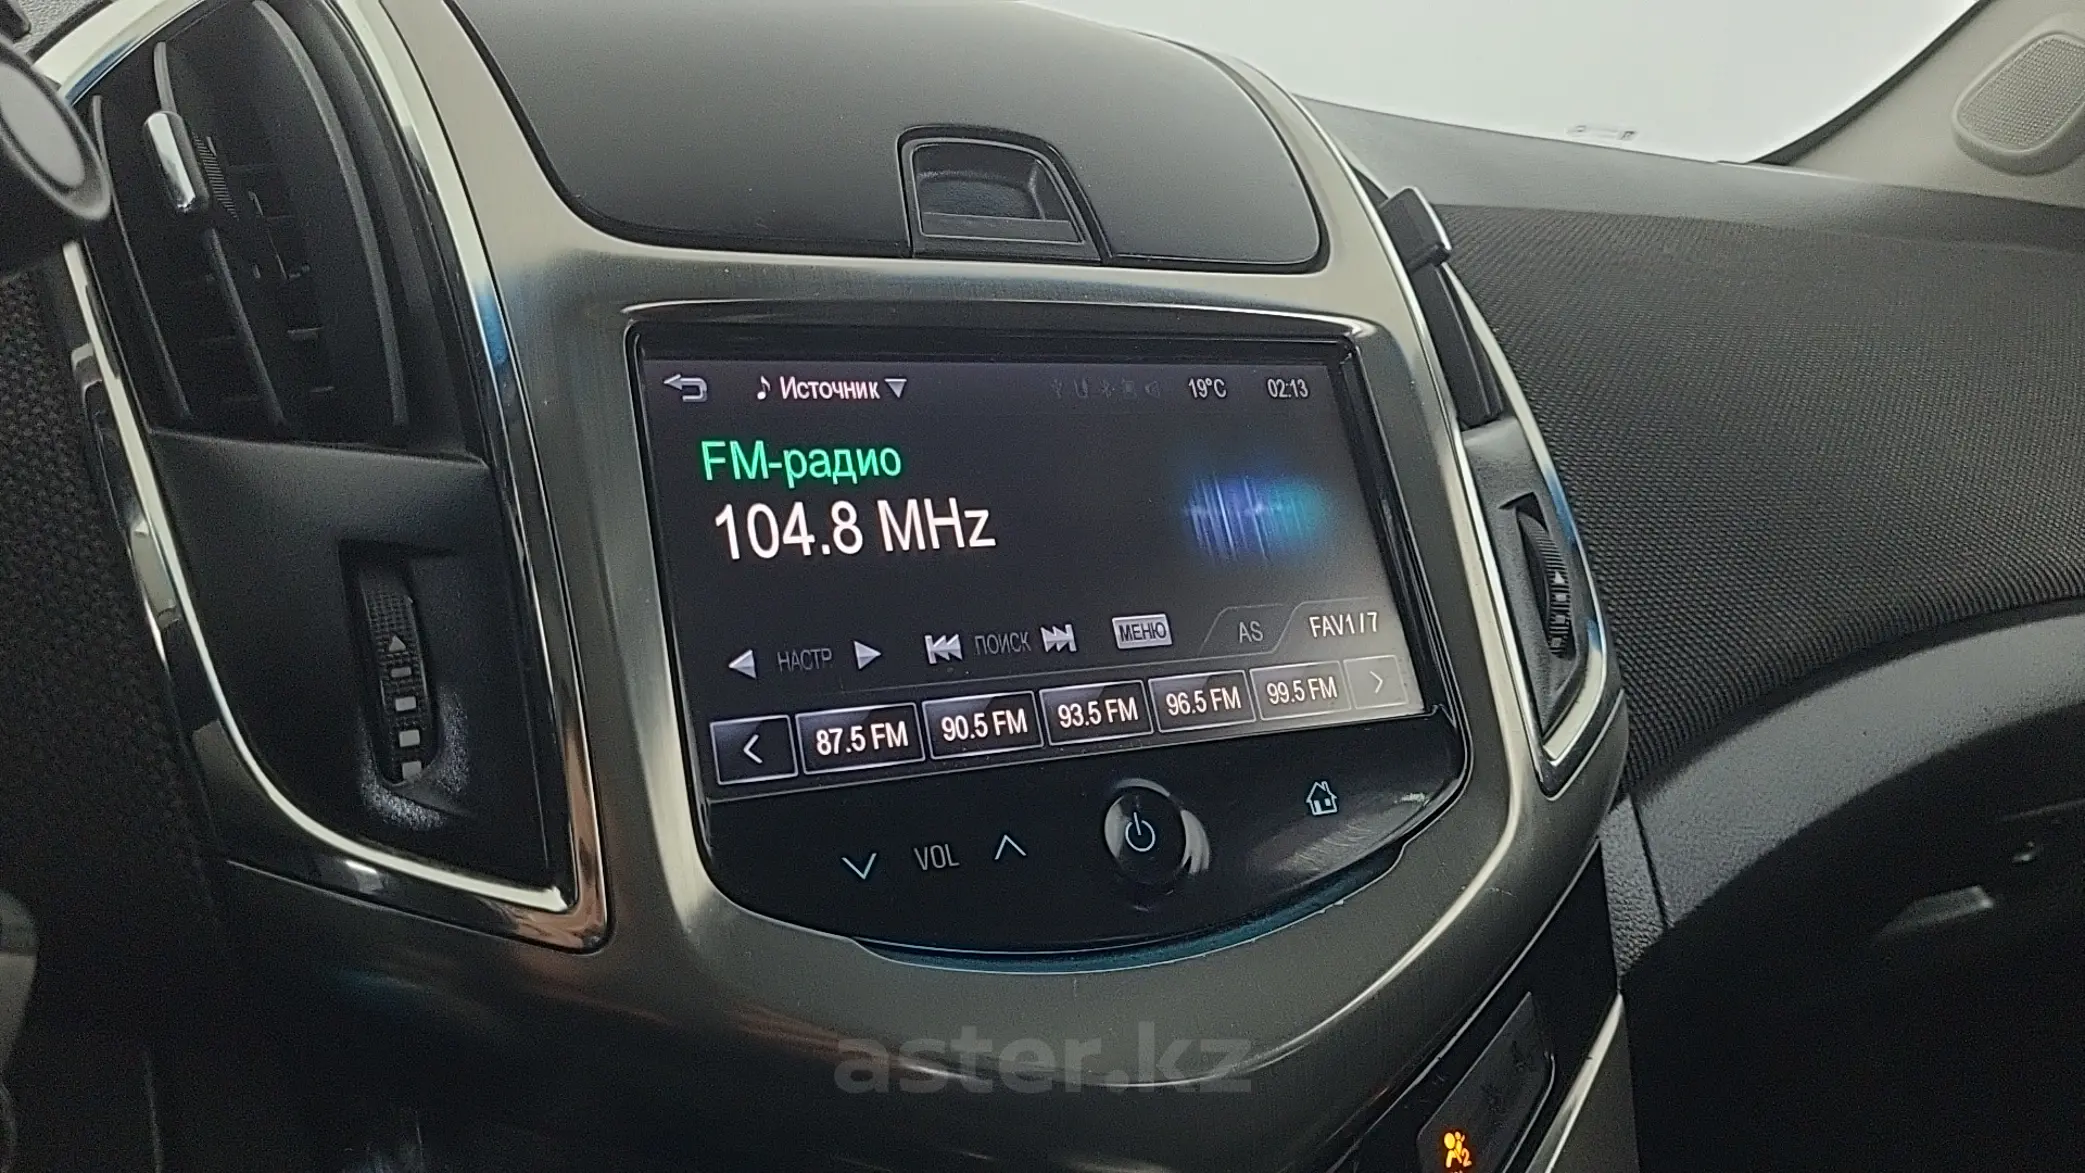 Источник 19°C 02:13
FM-радио
104.8 MHz
НАСТР ПОИСК МЕНЮ AS FAV1/7
< 87.5 FM 90.5 FM 93.5 FM 96.5 FM 99.5 FM >
VOL
aster.kz
2